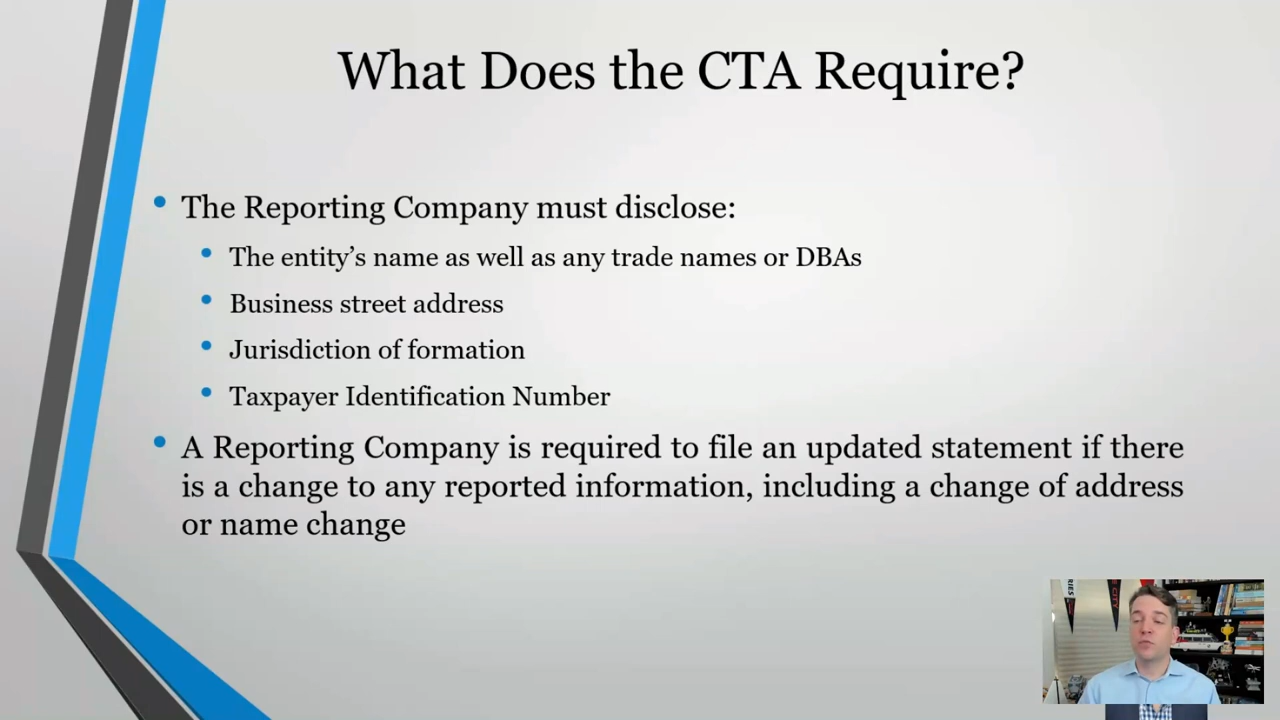 What Does the CTA Require?
• The Reporting Company must disclose:
• The entity’s name as well as any trade names or DBAs
• Business street address
• Jurisdiction of formation
• Taxpayer Identification Number
• A Reporting Company is required to file an updated statement if there
is a change to any reported information, including a change of address
or name change